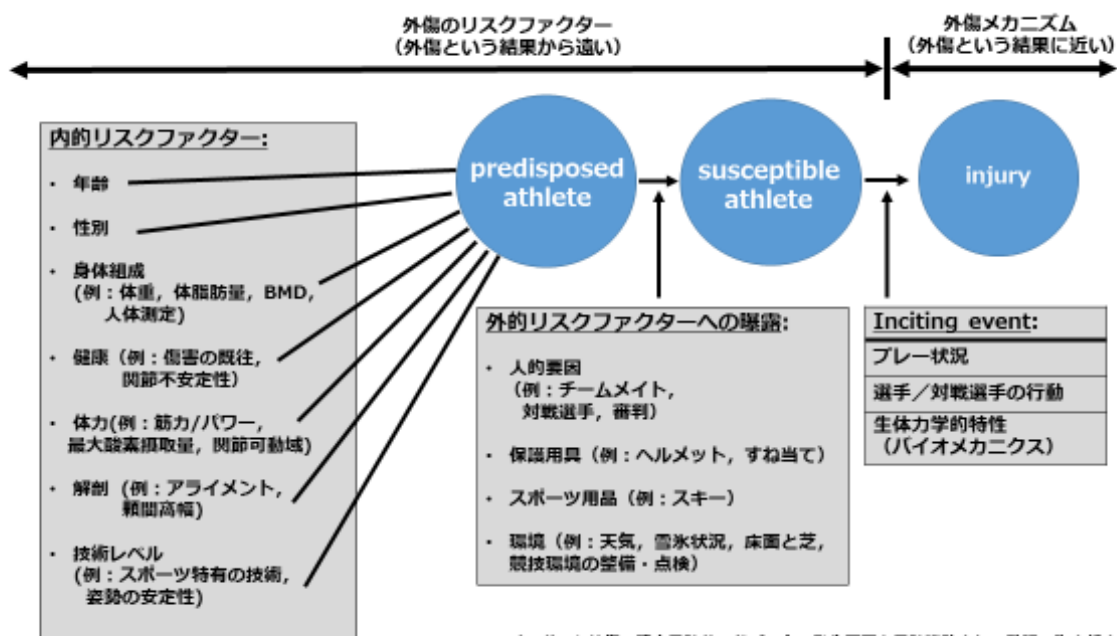 外傷のリスクファクター
(外傷という結果から遠い)
外傷メカニズム
(外傷という結果に近い)
内的リスクファクター:
・ 年齢
・ 性別
・ 身体組成
(例：体重, 体脂肪量, BMD,
人体測定)
・ 健康（例：傷害の既往,
関節不安定性）
・ 体力(例：筋力/パワー,
最大酸素摂取量, 関節可動域)
・ 解剖 (例：アライメント,
顆間高幅)
・ 技術レベル
(例：スポーツ特有の技術,
姿勢の安定性)
predisposed
athlete
susceptible
athlete
injury
外的リスクファクターへの曝露:
・ 人的要因
（例：チームメイト,
対戦選手, 審判）
・ 保護用具（例：ヘルメット, すね当て）
・ スポーツ用品（例：スキー）
・ 環境（例：天気, 雪氷状況, 床面と芝,
競技環境の整備・点検）
Inciting event:
プレー状況
選手／対戦選手の行動
生体力学的特性
（バイオメカニクス）